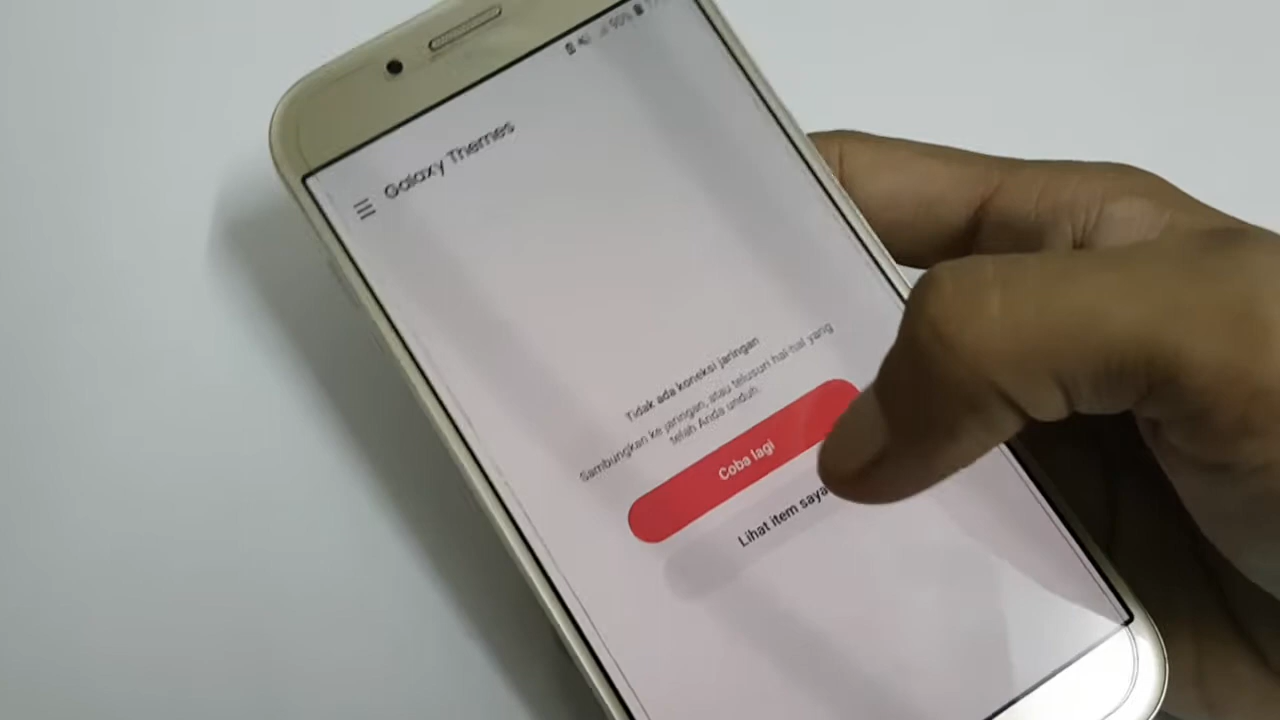 90%
Galaxy Themes
Tidak ada koneksi jaringan
Sambungkan ke jaringan, atau telusuri hal-hal yang
telah Anda unduh.
Coba lagi
Lihat item saya